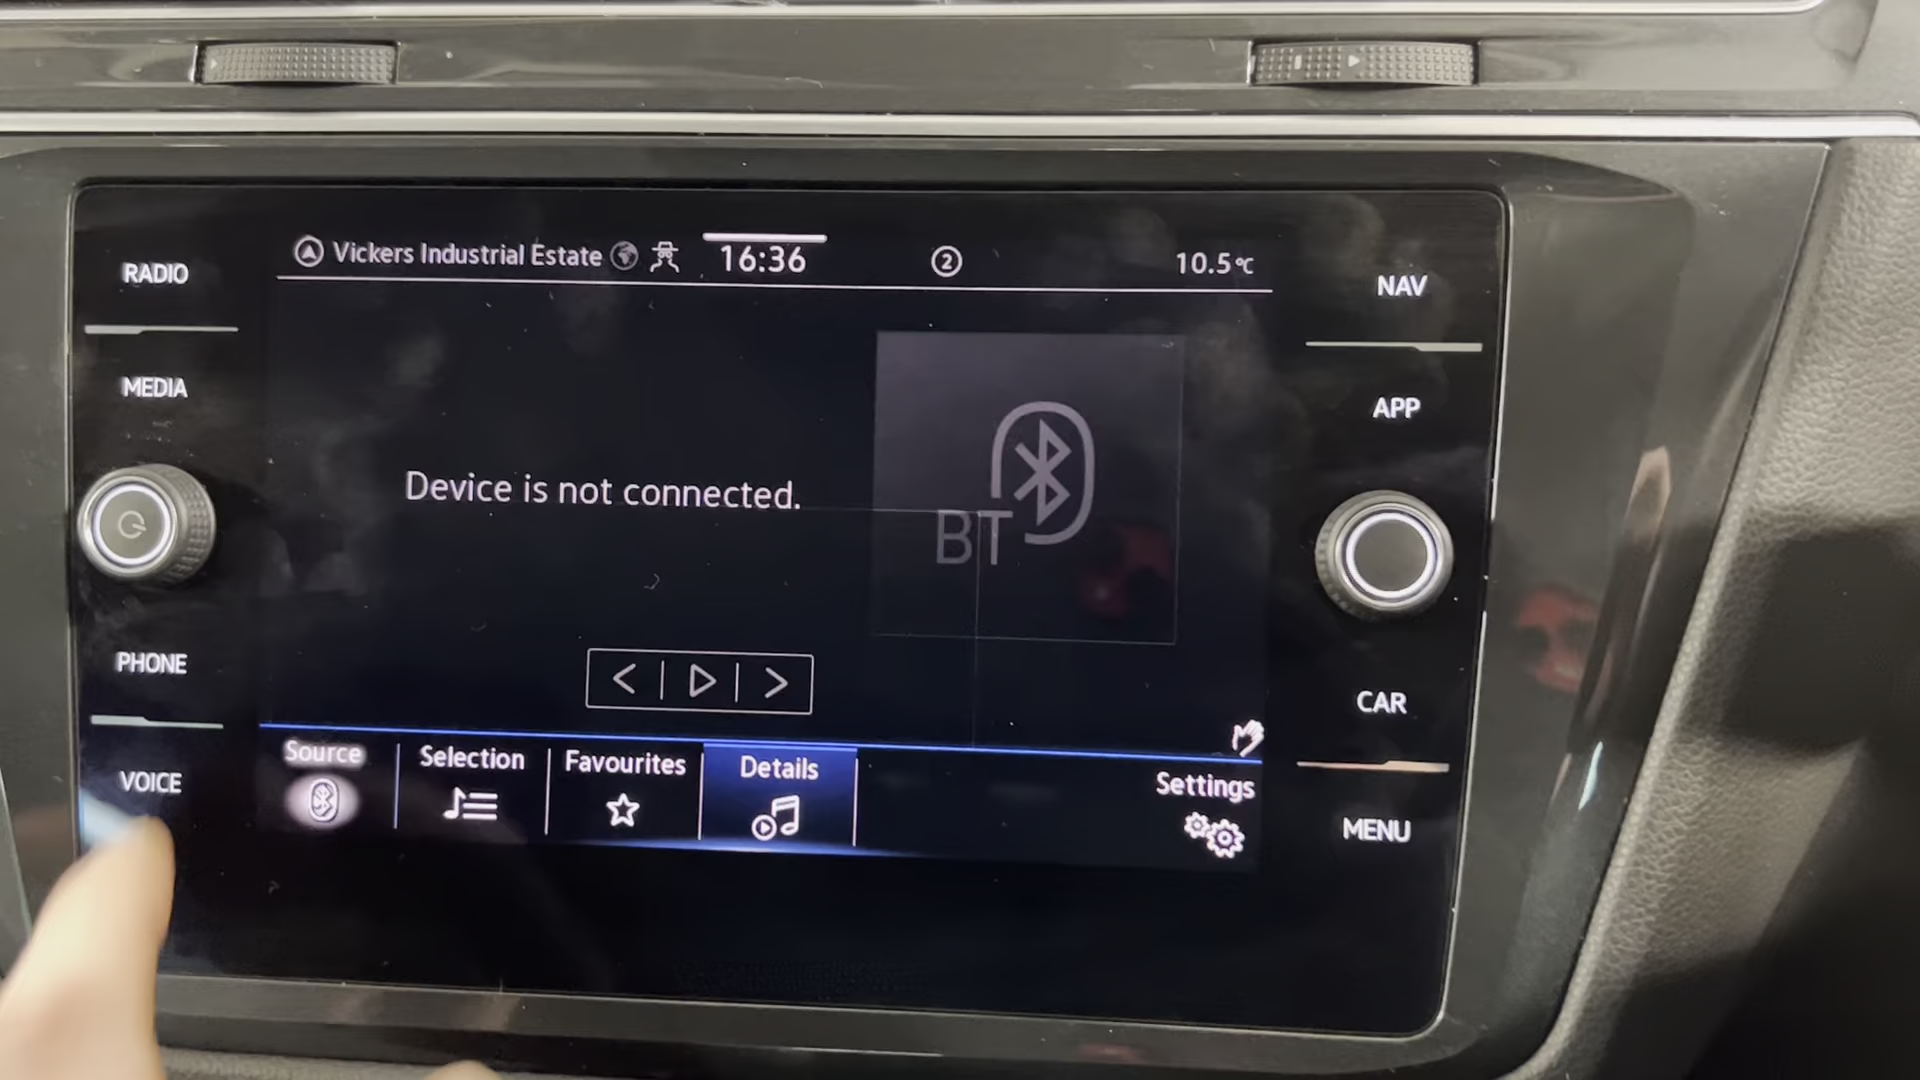 RADIO
MEDIA
PHONE
VOICE
Vickers Industrial Estate
16:36
2
10.5°C
Device is not connected.
BT
Source
Selection
Favourites
Details
Settings
NAV
APP
CAR
MENU